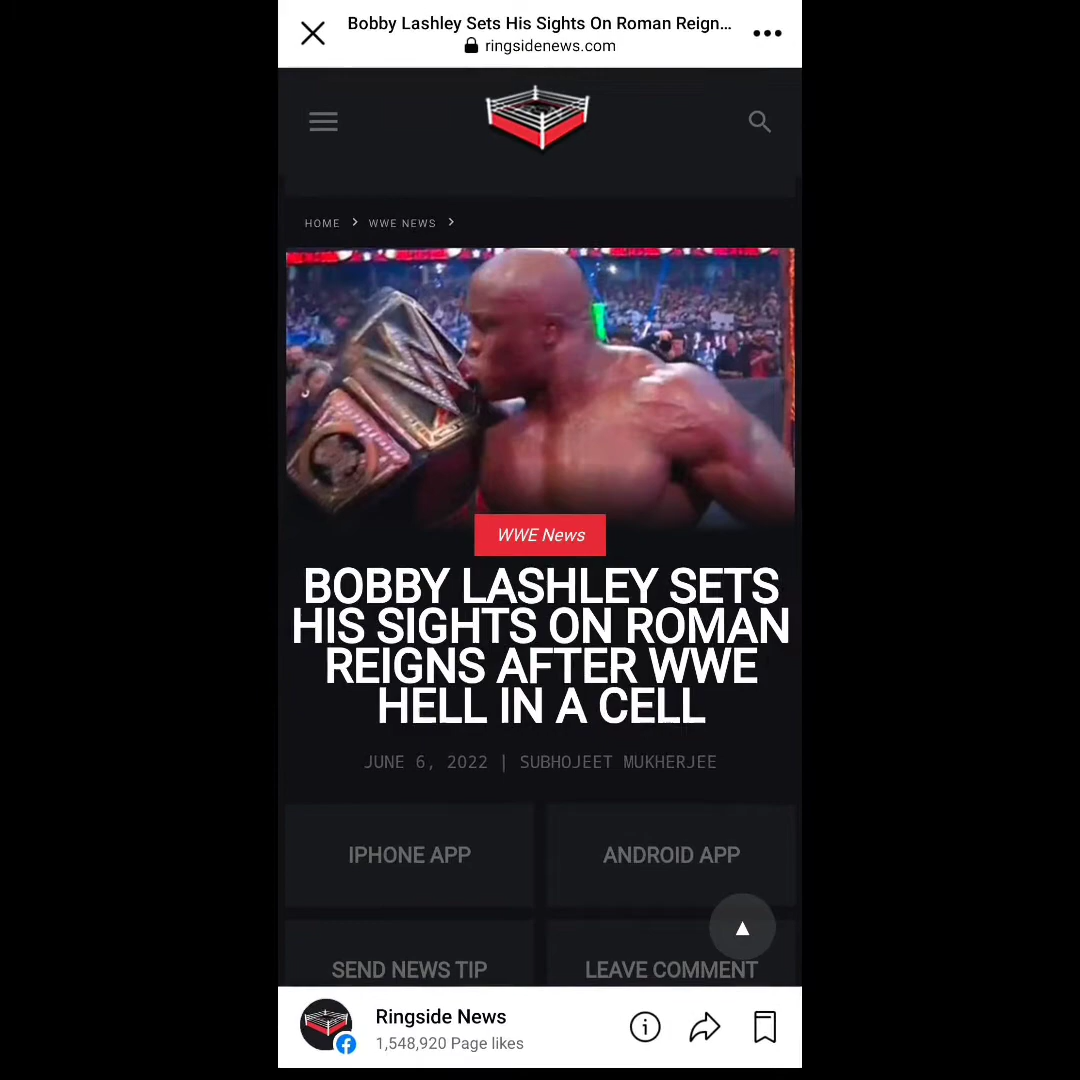 Bobby Lashley Sets His Sights On Roman Reign...
ringsidenews.com
HOME > WWE NEWS >
WWE News
BOBBY LASHLEY SETS
HIS SIGHTS ON ROMAN
REIGNS AFTER WWE
HELL IN A CELL
JUNE 6, 2022 | SUBHOJEET MUKHERJEE
IPHONE APP
ANDROID APP
SEND NEWS TIP
LEAVE COMMENT
Ringside News
1,548,920 Page likes